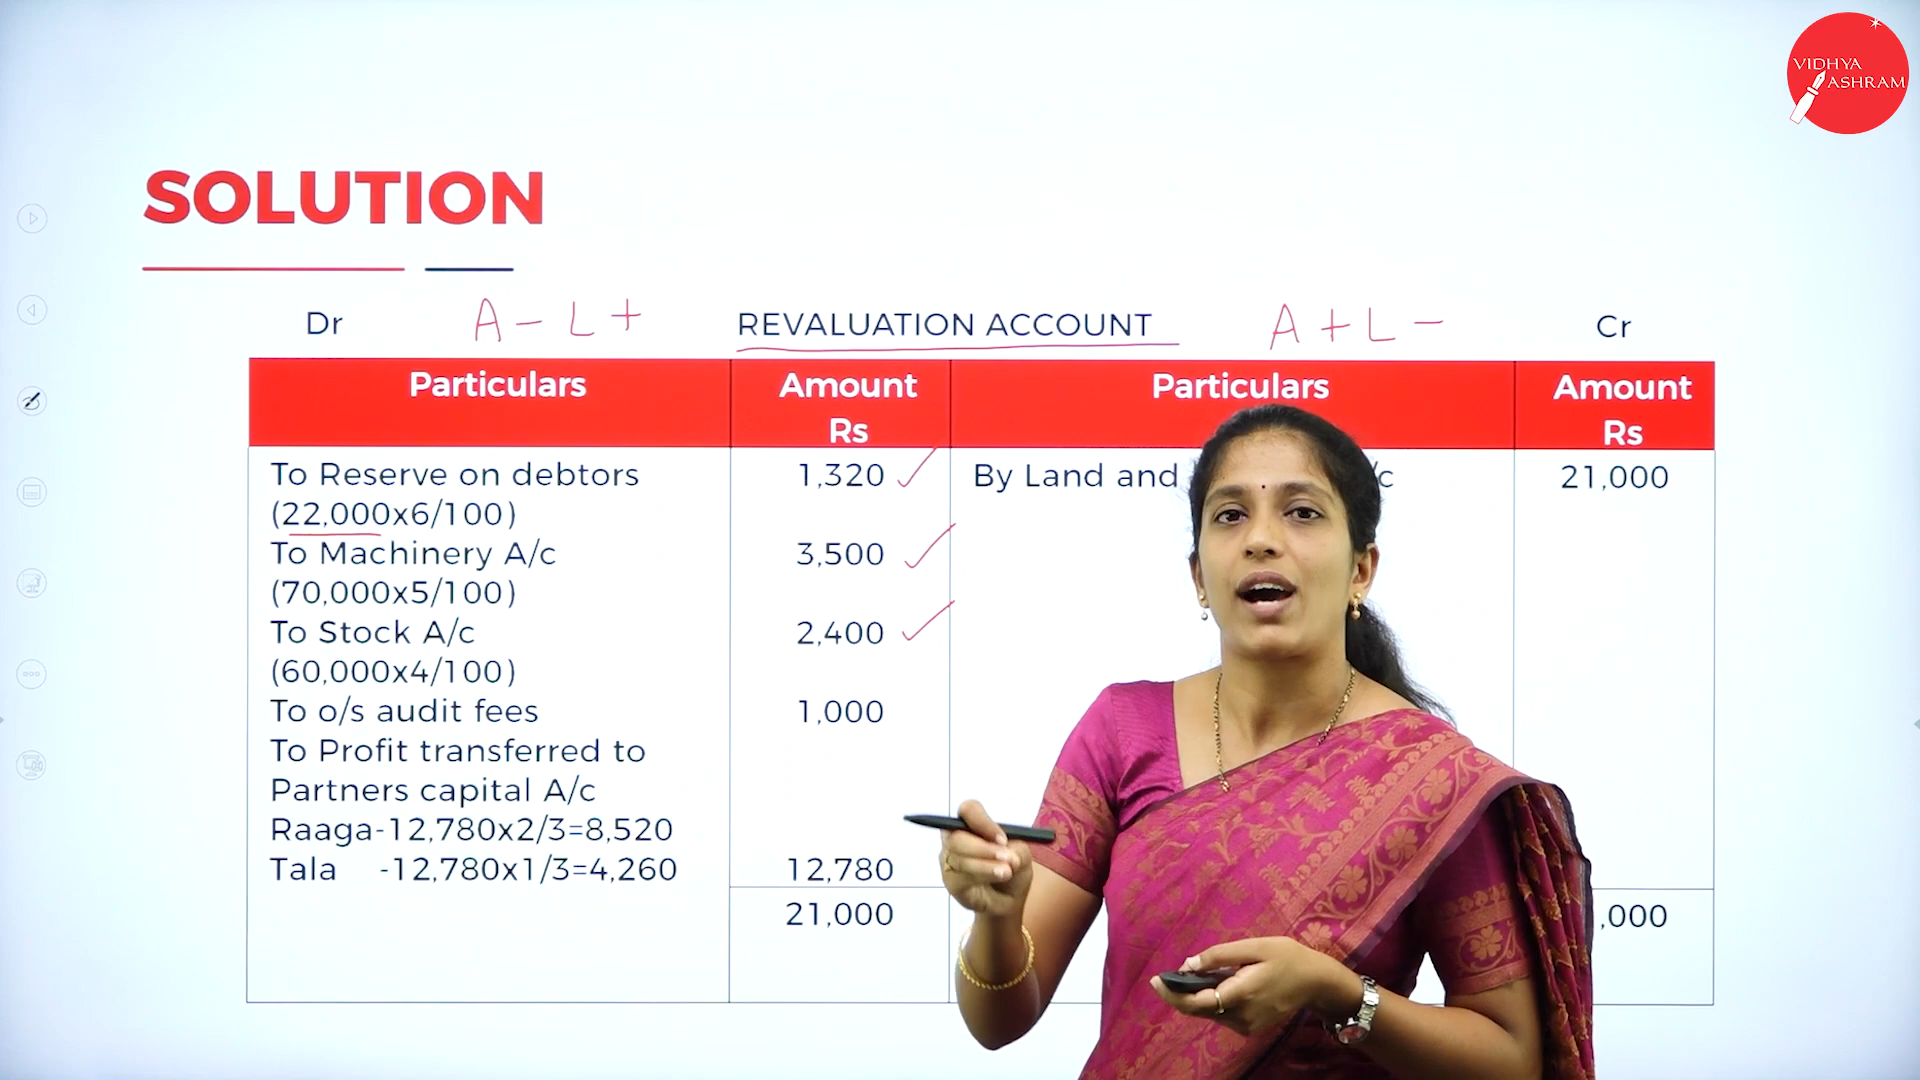 VIDHYA
ASHRAM
SOLUTION
Dr A - L + REVALUATION ACCOUNT A + L - Cr
Particulars Amount Rs Particulars Amount Rs
To Reserve on debtors 1,320 By Land and /c 21,000
(22,000x6/100)
To Machinery A/c 3,500
(70,000x5/100)
To Stock A/c 2,400
(60,000x4/100)
To o/s audit fees 1,000
To Profit transferred to
Partners capital A/c
Raaga-12,780x2/3=8,520
Tala -12,780x1/3=4,260 12,780
21,000 ,000